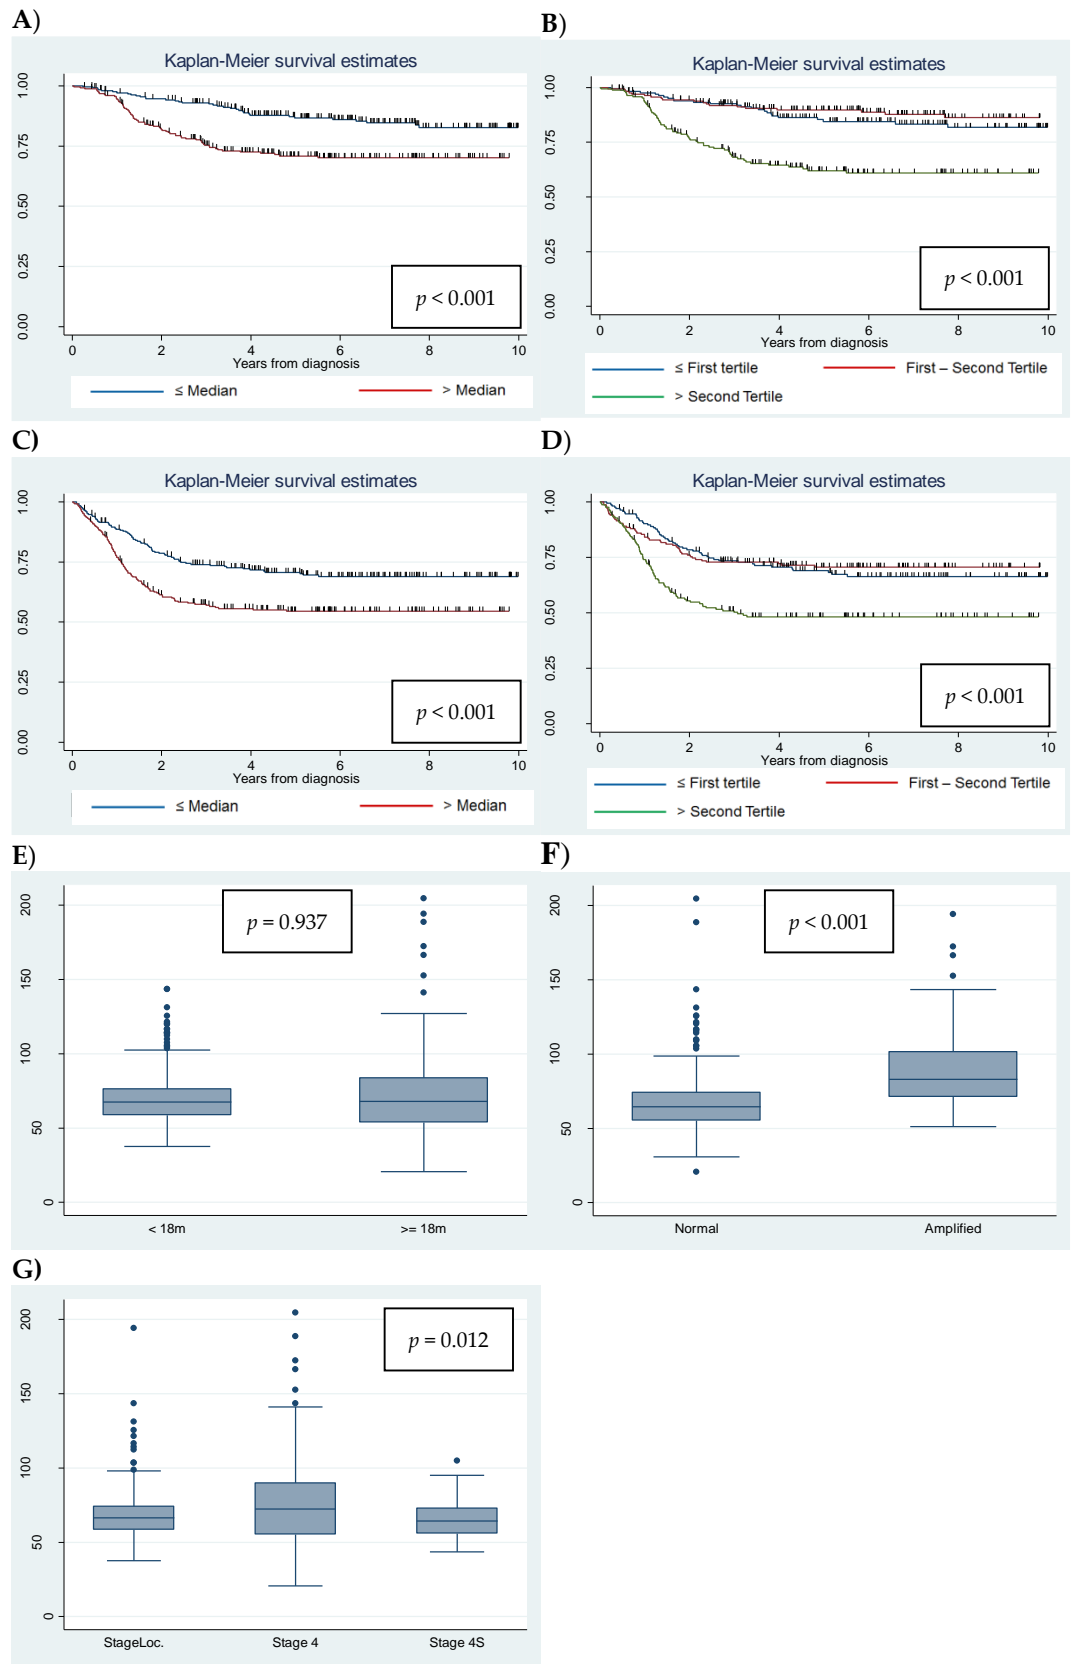 A)
Kaplan-Meier survival estimates
1.00
0.75
0.50
0.25
0.00
p < 0.001
0 2 4 6 8 10
Years from diagnosis
≤ Median > Median
B)
Kaplan-Meier survival estimates
1.00
0.75
0.50
0.25
0.00
p < 0.001
0 2 4 6 8 10
Years from diagnosis
≤ First tertile First – Second Tertile
> Second Tertile
C)
Kaplan-Meier survival estimates
1.00
0.75
0.50
0.25
0.00
p < 0.001
0 2 4 6 8 10
Years from diagnosis
≤ Median > Median
D)
Kaplan-Meier survival estimates
1.00
0.75
0.50
0.25
0.00
p < 0.001
0 2 4 6 8 10
Years from diagnosis
≤ First tertile First – Second Tertile
> Second Tertile
E)
p = 0.937
200
150
100
50
0
< 18m >= 18m
F)
p < 0.001
200
150
100
50
0
Normal Amplified
G)
p = 0.012
200
150
100
50
0
StageLoc. Stage 4 Stage 4S